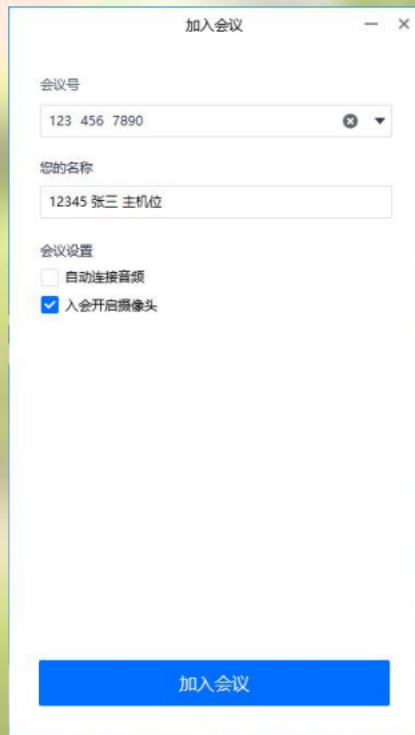 加入会议
会议号
123 456 7890
您的名称
12345 张三 主机位
会议设置
自动连接音频
入会开启摄像头
加入会议